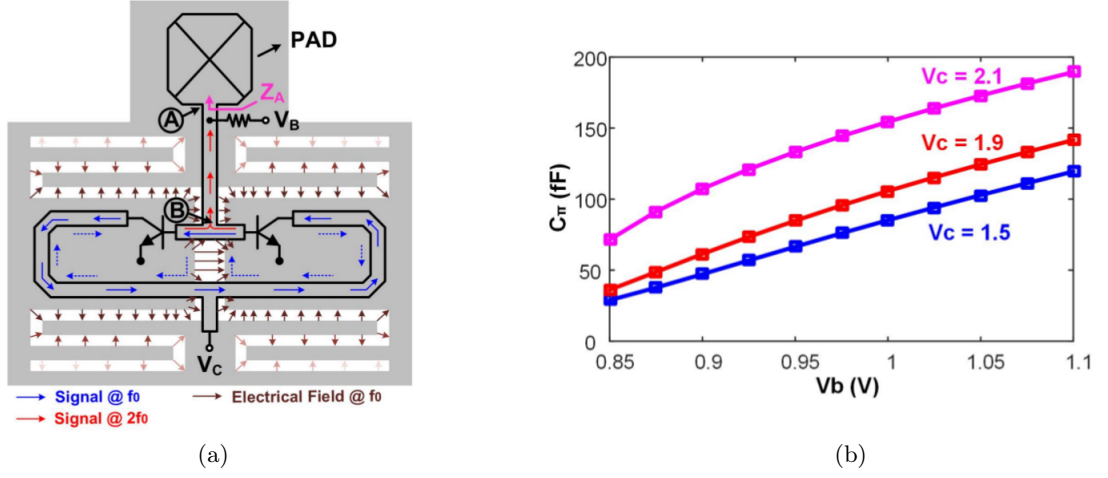 PAD
Z_A
A
V_B
B
V_C
Signal @ f₀
Electrical Field @ f₀
Signal @ 2f₀
(a)
200
150
100
50
0
C_π (fF)
Vc = 2.1
Vc = 1.9
Vc = 1.5
0.85 0.9 0.95 1 1.05 1.1
Vb (V)
(b)